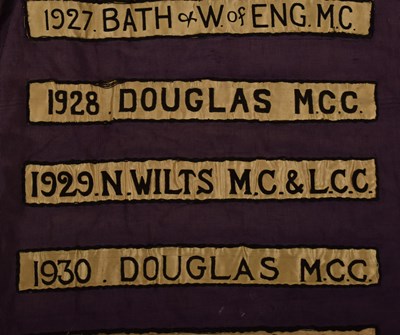 1927. BATH & W. of ENG. M.C.
1928. DOUGLAS M.C.C.
1929. N. WILTS M.C. & L.C.C.
1930. DOUGLAS M.C.C.